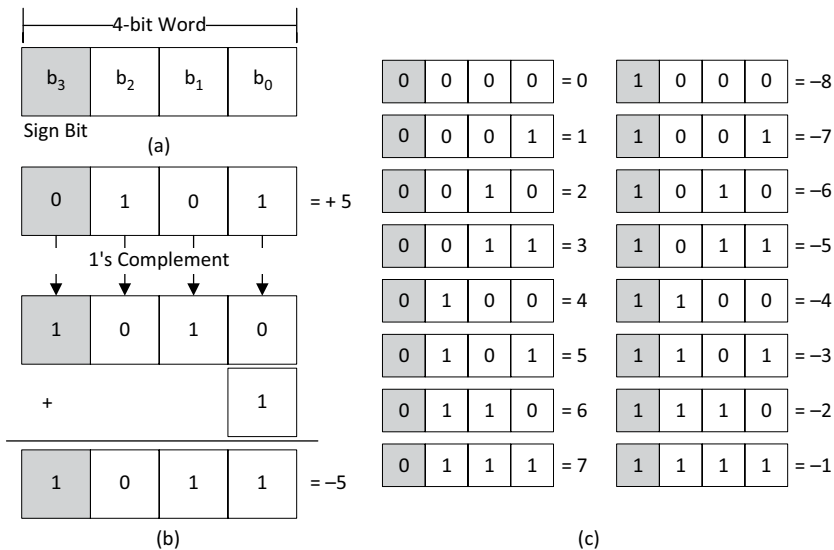 4-bit Word
b3 b2 b1 b0
Sign Bit
(a)
0 1 0 1 = + 5
1's Complement
1 0 1 0
+ 1
1 0 1 1 = –5
(b)
0 0 0 0 = 0
0 0 0 1 = 1
0 0 1 0 = 2
0 0 1 1 = 3
0 1 0 0 = 4
0 1 0 1 = 5
0 1 1 0 = 6
0 1 1 1 = 7
1 0 0 0 = –8
1 0 0 1 = –7
1 0 1 0 = –6
1 0 1 1 = –5
1 1 0 0 = –4
1 1 0 1 = –3
1 1 1 0 = –2
1 1 1 1 = –1
(c)